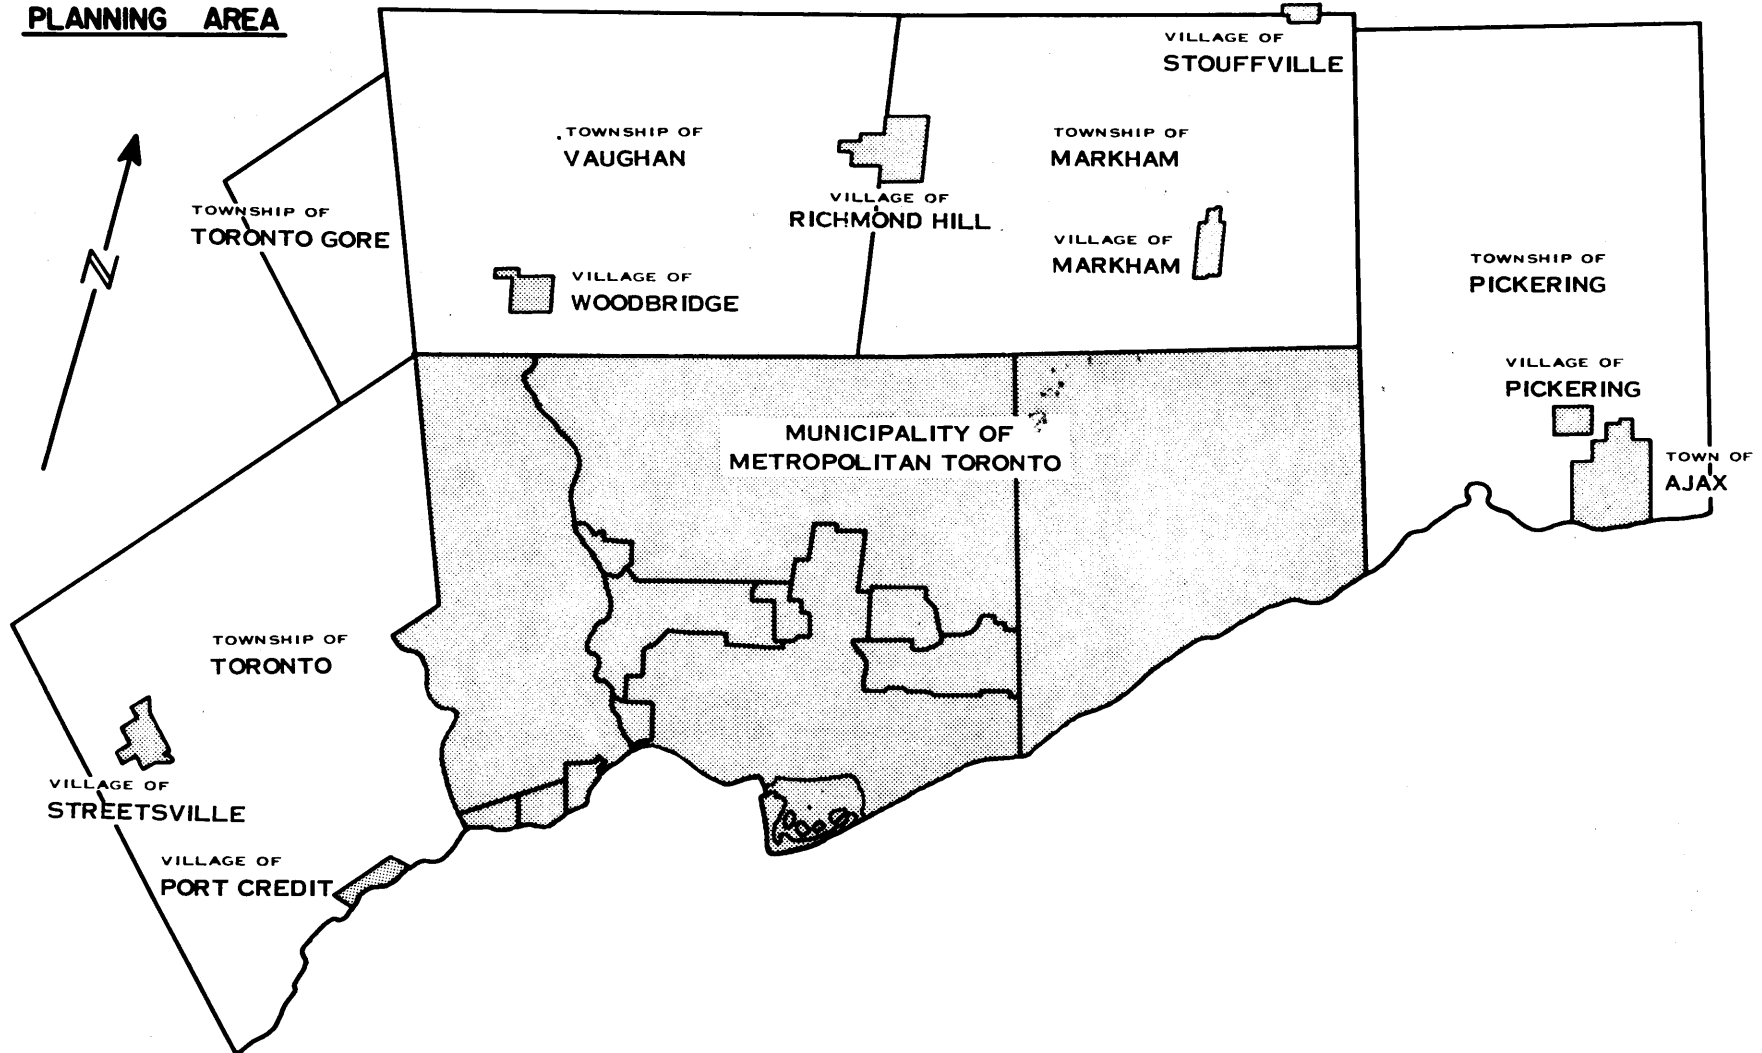 PLANNING AREA
VILLAGE OF
STOUFFVILLE
TOWNSHIP OF
VAUGHAN
TOWNSHIP OF
MARKHAM
VILLAGE OF
RICHMOND HILL
TOWNSHIP OF
TORONTO GORE
VILLAGE OF
MARKHAM
TOWNSHIP OF
PICKERING
N
VILLAGE OF
WOODBRIDGE
VILLAGE OF
PICKERING
MUNICIPALITY OF
METROPOLITAN TORONTO
TOWN OF
AJAX
TOWNSHIP OF
TORONTO
VILLAGE OF
STREETSVILLE
VILLAGE OF
PORT CREDIT